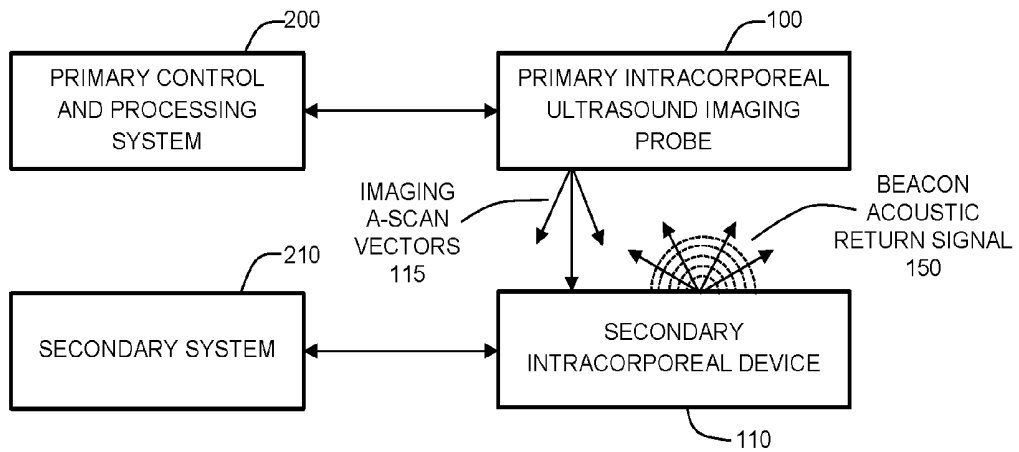 200
PRIMARY CONTROL
AND PROCESSING
SYSTEM
100
PRIMARY INTRACORPOREAL
ULTRASOUND IMAGING
PROBE
IMAGING
A-SCAN
VECTORS
115
BEACON
ACOUSTIC
RETURN SIGNAL
150
210
SECONDARY SYSTEM
SECONDARY
INTRACORPOREAL DEVICE
110